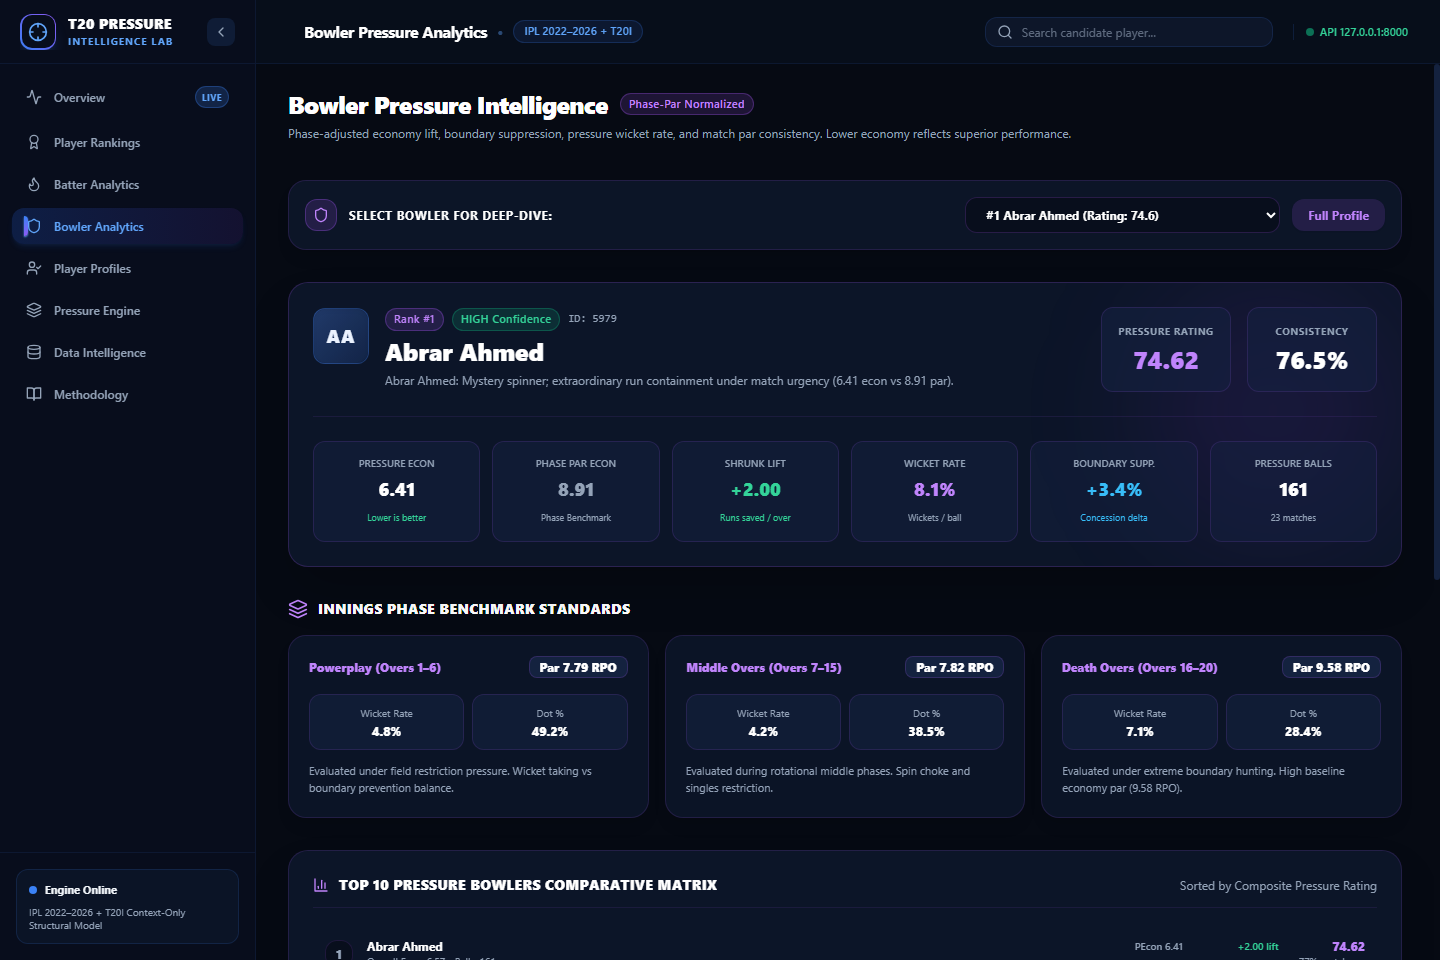 T20 PRESSURE
INTELLIGENCE LAB
Overview
LIVE
Player Rankings
Batter Analytics
Bowler Analytics
Player Profiles
Pressure Engine
Data Intelligence
Methodology
Engine Online
IPL 2022–2026 + T20I Context-Only
Structural Model
Bowler Pressure Analytics • IPL 2022–2026 + T20I
Search candidate player...
API 127.0.0.1:8000
Bowler Pressure Intelligence Phase-Par Normalized
Phase-adjusted economy lift, boundary suppression, pressure wicket rate, and match par consistency. Lower economy reflects superior performance.
SELECT BOWLER FOR DEEP-DIVE:
#1 Abrar Ahmed (Rating: 74.6)
Full Profile
AA
Rank #1 HIGH Confidence ID: 5979
Abrar Ahmed
Abrar Ahmed: Mystery spinner; extraordinary run containment under match urgency (6.41 econ vs 8.91 par).
PRESSURE RATING
74.62
CONSISTENCY
76.5%
PRESSURE ECON
6.41
Lower is better
PHASE PAR ECON
8.91
Phase Benchmark
SHRUNK LIFT
+2.00
Runs saved / over
WICKET RATE
8.1%
Wickets / ball
BOUNDARY SUPP.
+3.4%
Concession delta
PRESSURE BALLS
161
23 matches
INNINGS PHASE BENCHMARK STANDARDS
Powerplay (Overs 1–6) Par 7.79 RPO
Wicket Rate
4.8%
Dot %
49.2%
Evaluated under field restriction pressure. Wicket taking vs
boundary prevention balance.
Middle Overs (Overs 7–15) Par 7.82 RPO
Wicket Rate
4.2%
Dot %
38.5%
Evaluated during rotational middle phases. Spin choke and
singles restriction.
Death Overs (Overs 16–20) Par 9.58 RPO
Wicket Rate
7.1%
Dot %
28.4%
Evaluated under extreme boundary hunting. High baseline
economy par (9.58 RPO).
TOP 10 PRESSURE BOWLERS COMPARATIVE MATRIX
Sorted by Composite Pressure Rating
1
Abrar Ahmed
PEcon 6.41
+2.00 lift
74.62